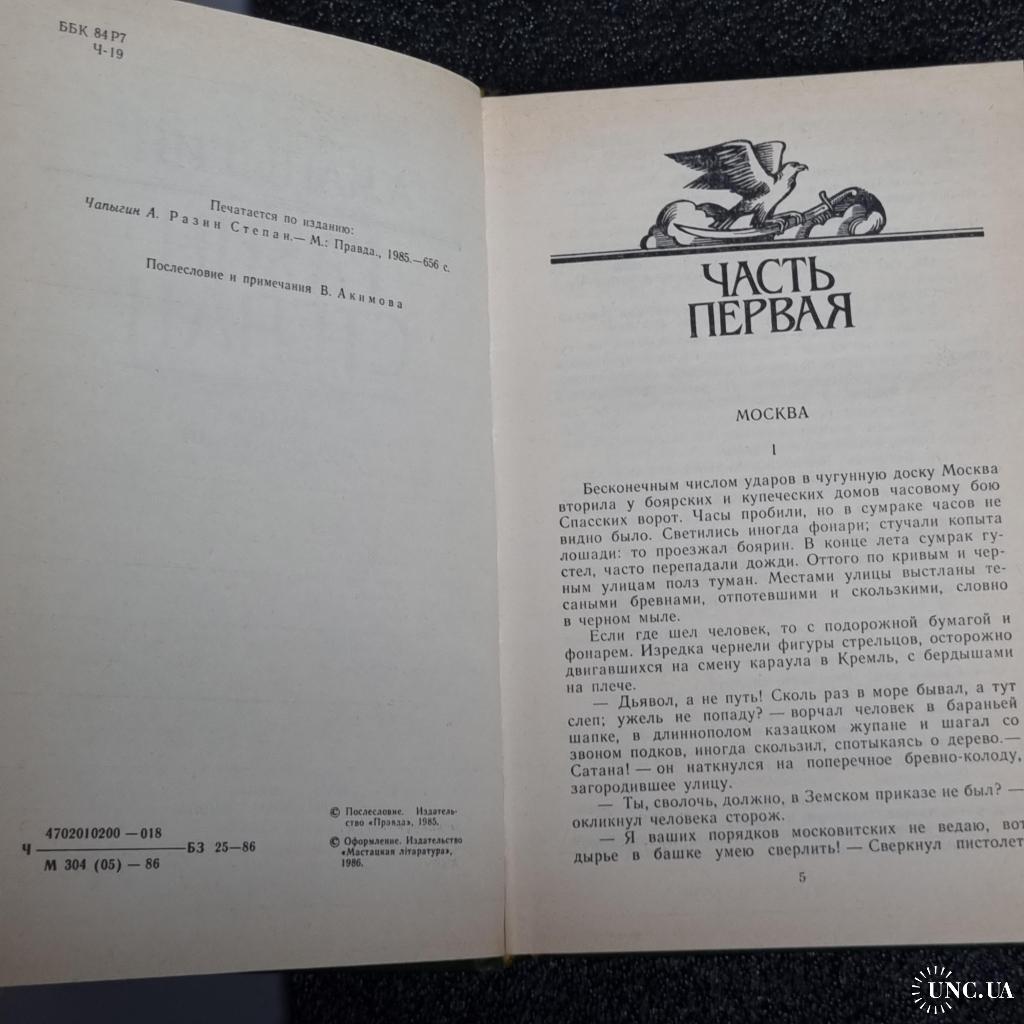 ББК 84Р7
Ч-19
Печатается по изданию:
Чапыгин А. Разин Степан.— М.: Правда., 1985.—656 с.
Послесловие и примечания В. Акимова
4702010200 —018
Ч ———— БЗ 25—86
М 304 (05) — 86
© Послесловие. Издатель-
ство «Правда», 1985.
© Оформление. Издательство
«Мастацкая літаратура»,
1986.
ЧАСТЬ
ПЕРВАЯ
МОСКВА
I
Бесконечным числом ударов в чугунную доску Москва
вторила у боярских и купеческих домов часовому бою
Спасских ворот. Часы пробили, но в сумраке часов не
видно было. Светились иногда фонари; стучали копыта
лошади: то проезжал боярин. В конце лета сумрак гу-
стел, часто перепадали дожди. Оттого по кривым и чер-
ным улицам полз туман. Местами улицы выстланы те-
саными бревнами, отпотевшими и скользкими, словно
в черном мыле.
Если где шел человек, то с подорожной бумагой и
фонарем. Изредка чернели фигуры стрельцов, осторожно
двигавшихся на смену караула в Кремль, с бердышами
на плече.
— Дьявол, а не путь! Сколь раз в море бывал, а тут
слеп; ужель не попаду? — ворчал человек в бараньей
шапке, в длиннополом казацком жупане и шагал со
звоном подков, иногда скользил, спотыкаясь о дерево.—
Сатана! — он наткнулся на поперечное бревно-колоду,
загородившее улицу.
— Ты, сволочь, должно, в Земском приказе не был? —
окликнул человека сторож.
— Я ваших порядков московитских не ведаю, вот
дырье в башке умею сверлить! — Сверкнул пистолет
5
UNC.UA